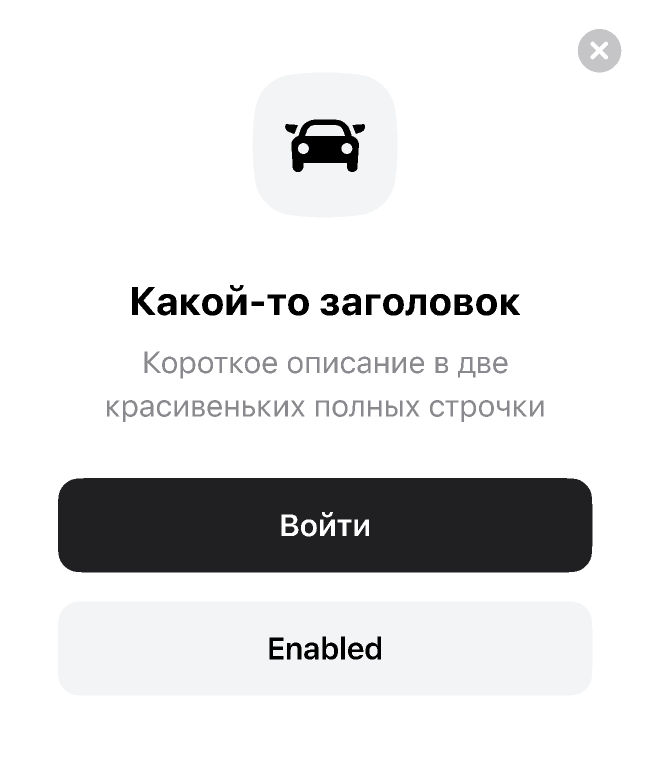 Какой-то заголовок
Короткое описание в две
красивеньких полных строчки
Войти
Enabled